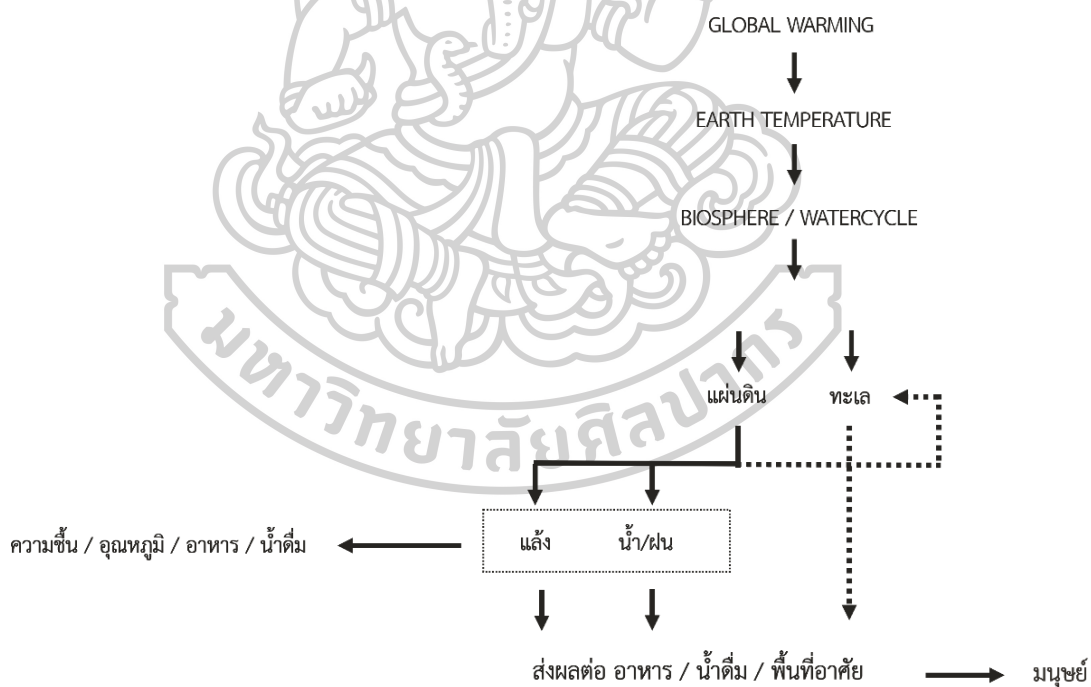 GLOBAL WARMING
EARTH TEMPERATURE
BIOSPHERE / WATERCYCLE
แผ่นดิน ทะเล
มหาวิทยาลัยศิลปากร
ความชื้น / อุณหภูมิ / อาหาร / น้ำดื่ม แล้ง น้ำ/ฝน
ส่งผลต่อ อาหาร / น้ำดื่ม / พื้นที่อาศัย มนุษย์